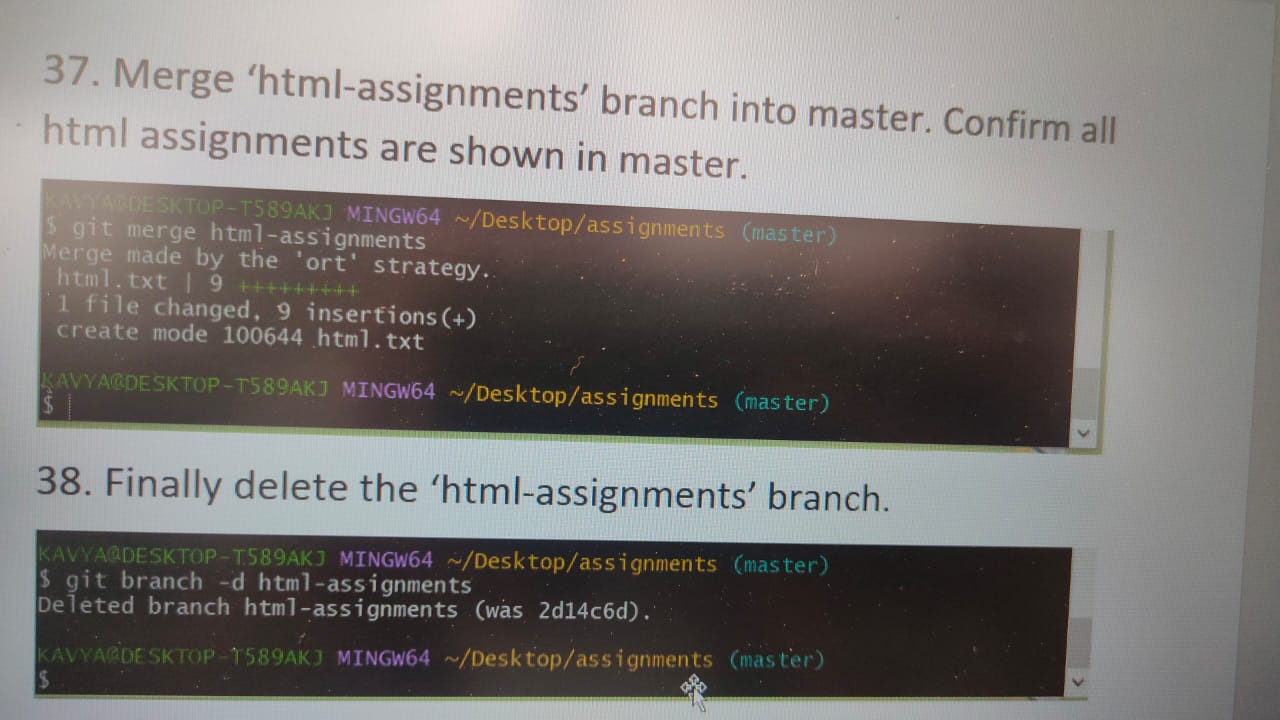 37. Merge ‘html-assignments’ branch into master. Confirm all
html assignments are shown in master.
KAVYA@DESKTOP-T589AKJ MINGW64 ~/Desktop/assignments (master)
$ git merge html-assignments
Merge made by the 'ort' strategy.
html.txt | 9 +++++++++
1 file changed, 9 insertions(+)
create mode 100644 html.txt
KAVYA@DESKTOP-T589AKJ MINGW64 ~/Desktop/assignments (master)
$
38. Finally delete the ‘html-assignments’ branch.
KAVYA@DESKTOP-T589AKJ MINGW64 ~/Desktop/assignments (master)
$ git branch -d html-assignments
Deleted branch html-assignments (was 2d14c6d).
KAVYA@DESKTOP-T589AKJ MINGW64 ~/Desktop/assignments (master)
$